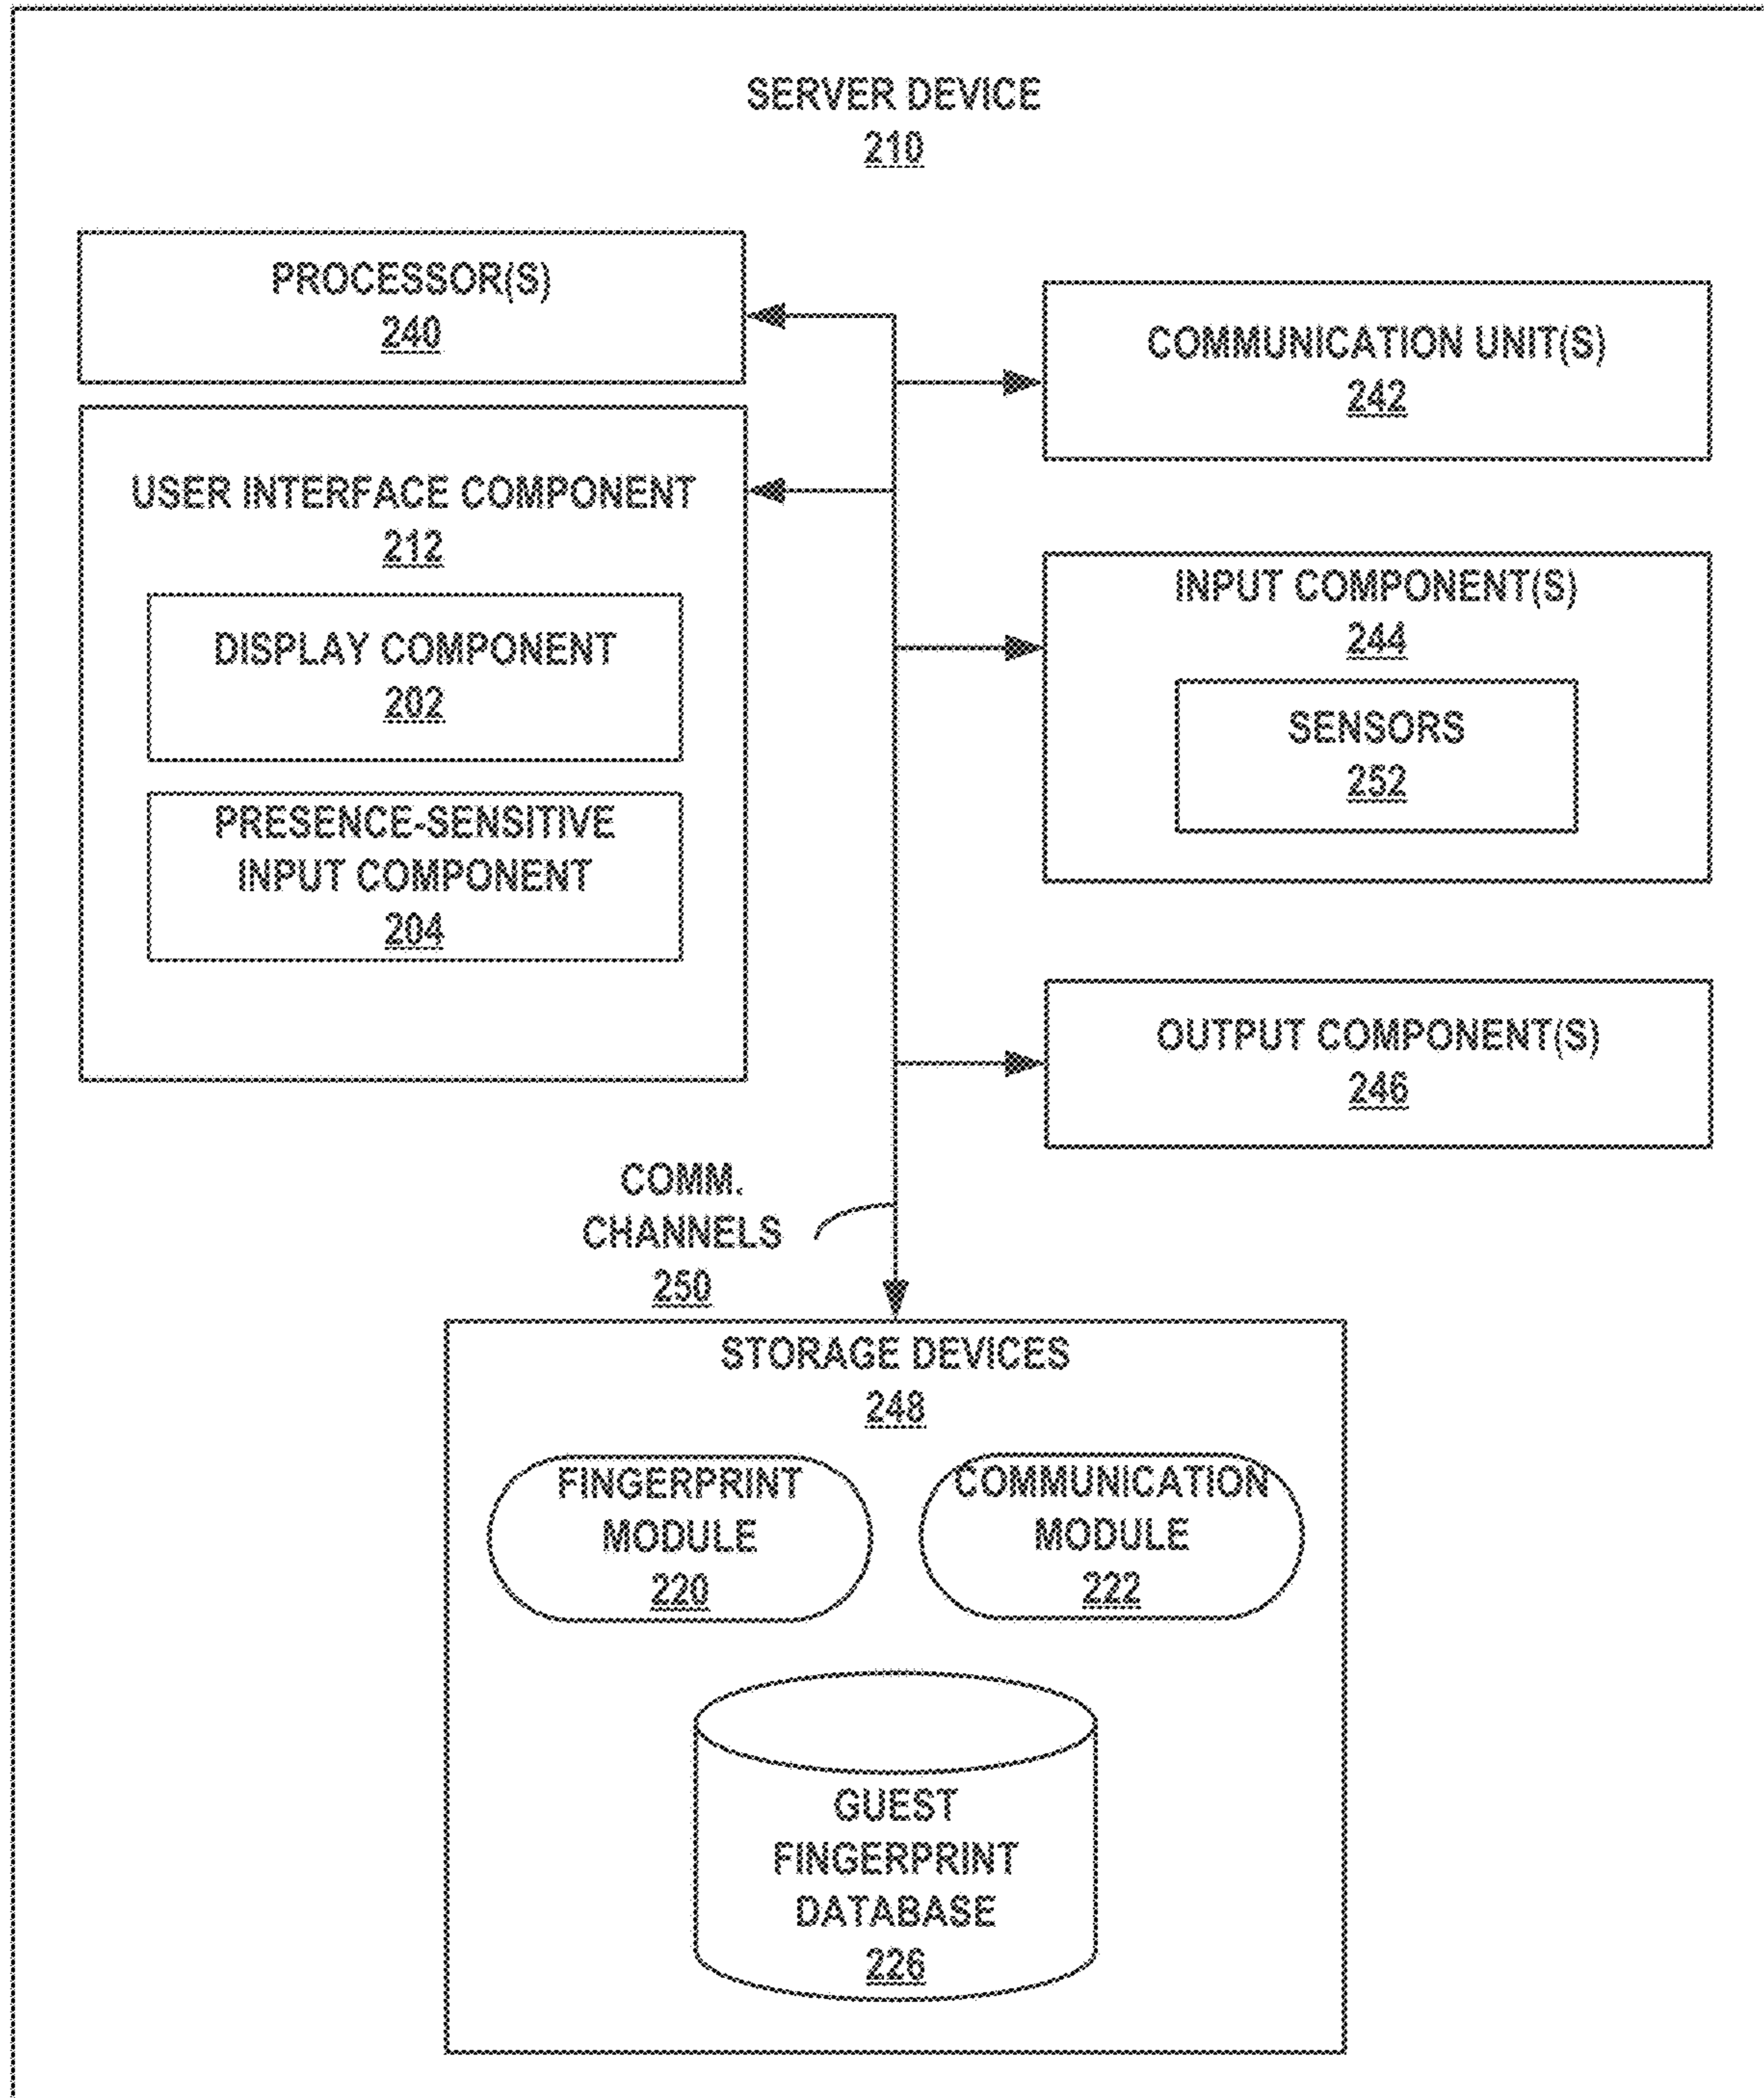 SERVER DEVICE
210
PROCESSOR(S)
240
COMMUNICATION UNIT(S)
242
USER INTERFACE COMPONENT
212
DISPLAY COMPONENT
202
PRESENCE-SENSITIVE
INPUT COMPONENT
204
INPUT COMPONENT(S)
244
SENSORS
252
OUTPUT COMPONENT(S)
246
COMM.
CHANNELS
250
STORAGE DEVICES
248
FINGERPRINT
MODULE
220
COMMUNICATION
MODULE
222
GUEST
FINGERPRINT
DATABASE
226